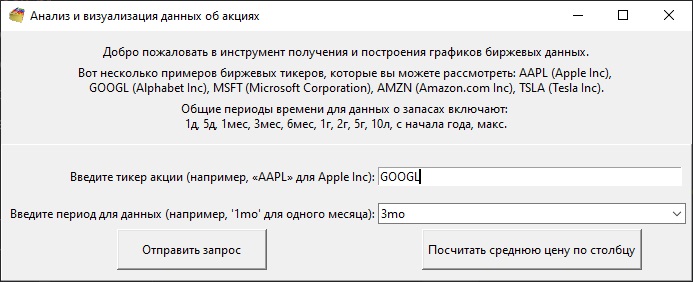 Анализ и визуализация данных об акциях
Добро пожаловать в инструмент получения и построения графиков биржевых данных.
Вот несколько примеров биржевых тикеров, которые вы можете рассмотреть: AAPL (Apple Inc),
GOOGL (Alphabet Inc), MSFT (Microsoft Corporation), AMZN (Amazon.com Inc), TSLA (Tesla Inc).
Общие периоды времени для данных о запасах включают:
1д, 5д, 1мес, 3мес, 6мес, 1г, 2г, 5г, 10л, с начала года, макс.
Введите тикер акции (например, «AAPL» для Apple Inc): GOOGL
Введите период для данных (например, '1mo' для одного месяца): 3mo
Отправить запрос Посчитать среднюю цену по столбцу